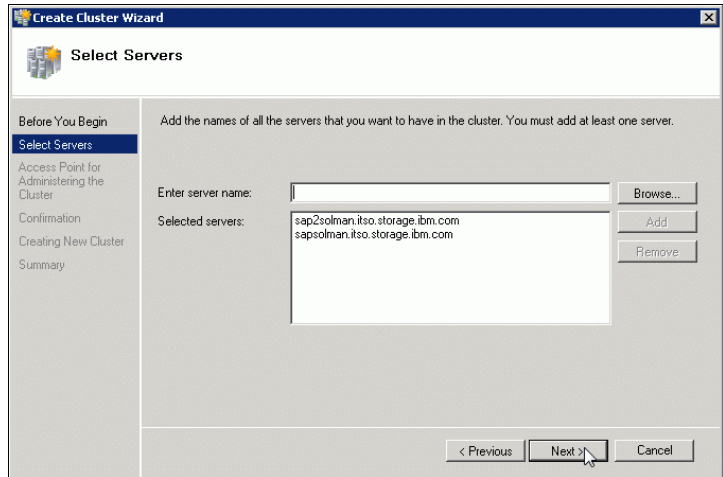 Create Cluster Wizard
Select Servers
Before You Begin
Select Servers
Access Point for
Administering the
Cluster
Confirmation
Creating New Cluster
Summary
Add the names of all the servers that you want to have in the cluster. You must add at least one server.
Enter server name:
Browse...
Selected servers:
sap2solman.itso.storage.ibm.com
sapsolman.itso.storage.ibm.com
Add
Remove
< Previous
Next >
Cancel